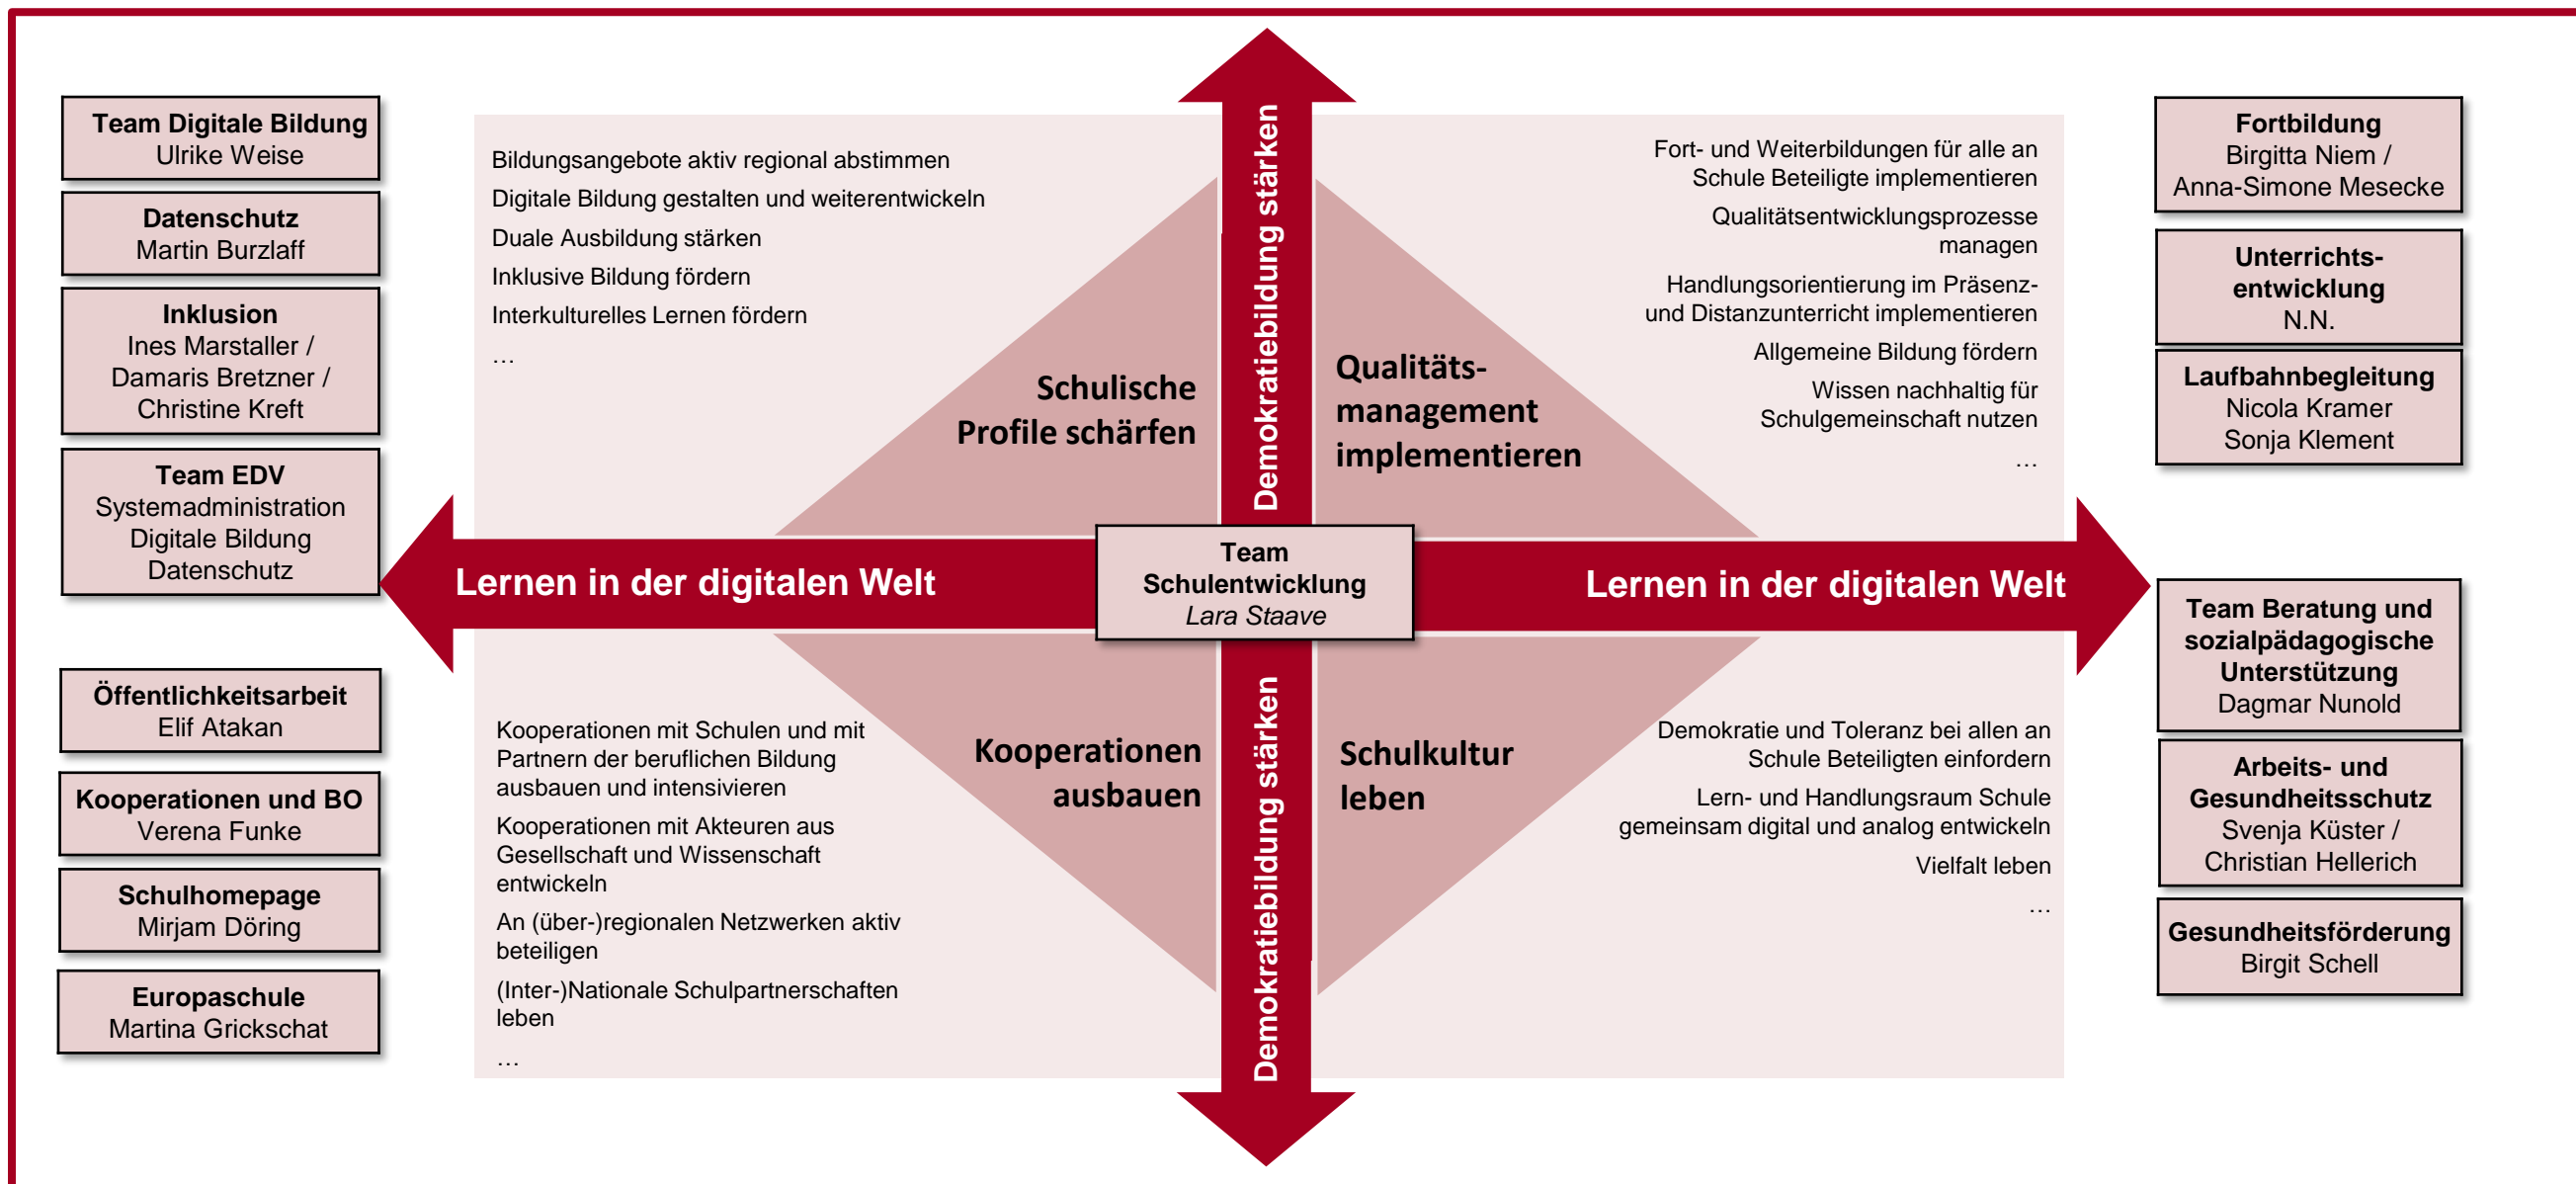 Team Digitale Bildung
Ulrike Weise
Datenschutz
Martin Burzlaff
Inklusion
Ines Marstaller /
Damaris Bretzner /
Christine Kreft
Team EDV
Systemadministration
Digitale Bildung
Datenschutz
Öffentlichkeitsarbeit
Elif Atakan
Kooperationen und BO
Verena Funke
Schulhomepage
Mirjam Döring
Europaschule
Martina Grickschat
Bildungsangebote aktiv regional abstimmen
Digitale Bildung gestalten und weiterentwickeln
Duale Ausbildung stärken
Inklusive Bildung fördern
Interkulturelles Lernen fördern
…
Schulische
Profile schärfen
Demokratiebildung stärken
Qualitäts-
management
implementieren
Fort- und Weiterbildungen für alle an
Schule Beteiligte implementieren
Qualitätsentwicklungsprozesse
managen
Handlungsorientierung im Präsenz-
und Distanzunterricht implementieren
Allgemeine Bildung fördern
Wissen nachhaltig für
Schulgemeinschaft nutzen
…
Lernen in der digitalen Welt
Team
Schulentwicklung
Lara Staave
Lernen in der digitalen Welt
Kooperationen mit Schulen und mit
Partnern der beruflichen Bildung
ausbauen und intensivieren
Kooperationen mit Akteuren aus
Gesellschaft und Wissenschaft
entwickeln
An (über-)regionalen Netzwerken aktiv
beteiligen
(Inter-)Nationale Schulpartnerschaften
leben
…
Kooperationen
ausbauen
Demokratiebildung stärken
Schulkultur
leben
Demokratie und Toleranz bei allen an
Schule Beteiligten einfordern
Lern- und Handlungsraum Schule
gemeinsam digital und analog entwickeln
Vielfalt leben
…
Fortbildung
Birgitta Niem /
Anna-Simone Mesecke
Unterrichts-
entwicklung
N.N.
Laufbahnbegleitung
Nicola Kramer
Sonja Klement
Team Beratung und
sozialpädagogische
Unterstützung
Dagmar Nunold
Arbeits- und
Gesundheitsschutz
Svenja Küster /
Christian Hellerich
Gesundheitsförderung
Birgit Schell